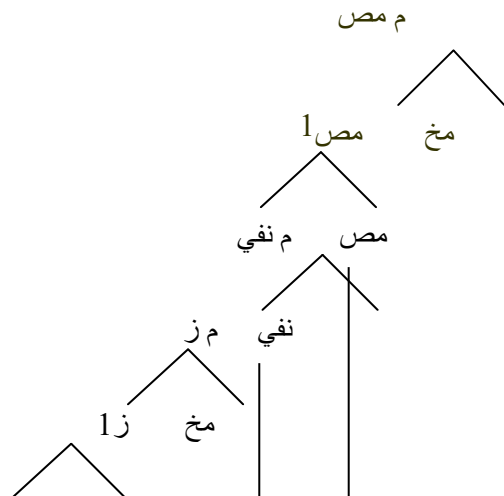 م مص
مخ مص1
مص م نفي
نفي م ز
مخ ز1